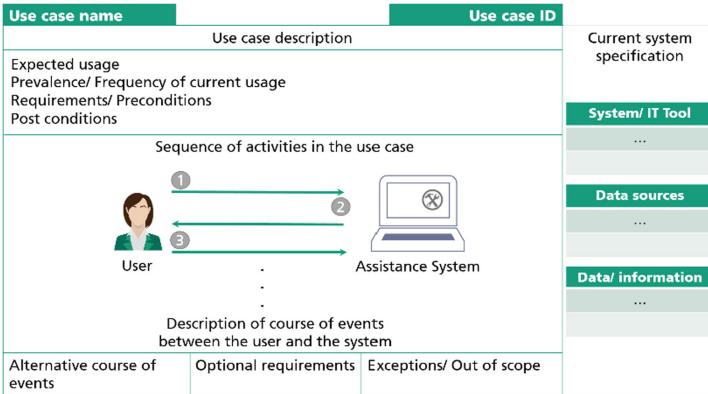 Use case name
Use case ID
Use case description
Expected usage
Prevalence/ Frequency of current usage
Requirements/ Preconditions
Post conditions
Sequence of activities in the use case
1
2
3
User
Assistance System
.
.
.
Description of course of events
between the user and the system
Alternative course of
events
Optional requirements
Exceptions/ Out of scope
Current system
specification
System/ IT Tool
...
Data sources
...
Data/ information
...